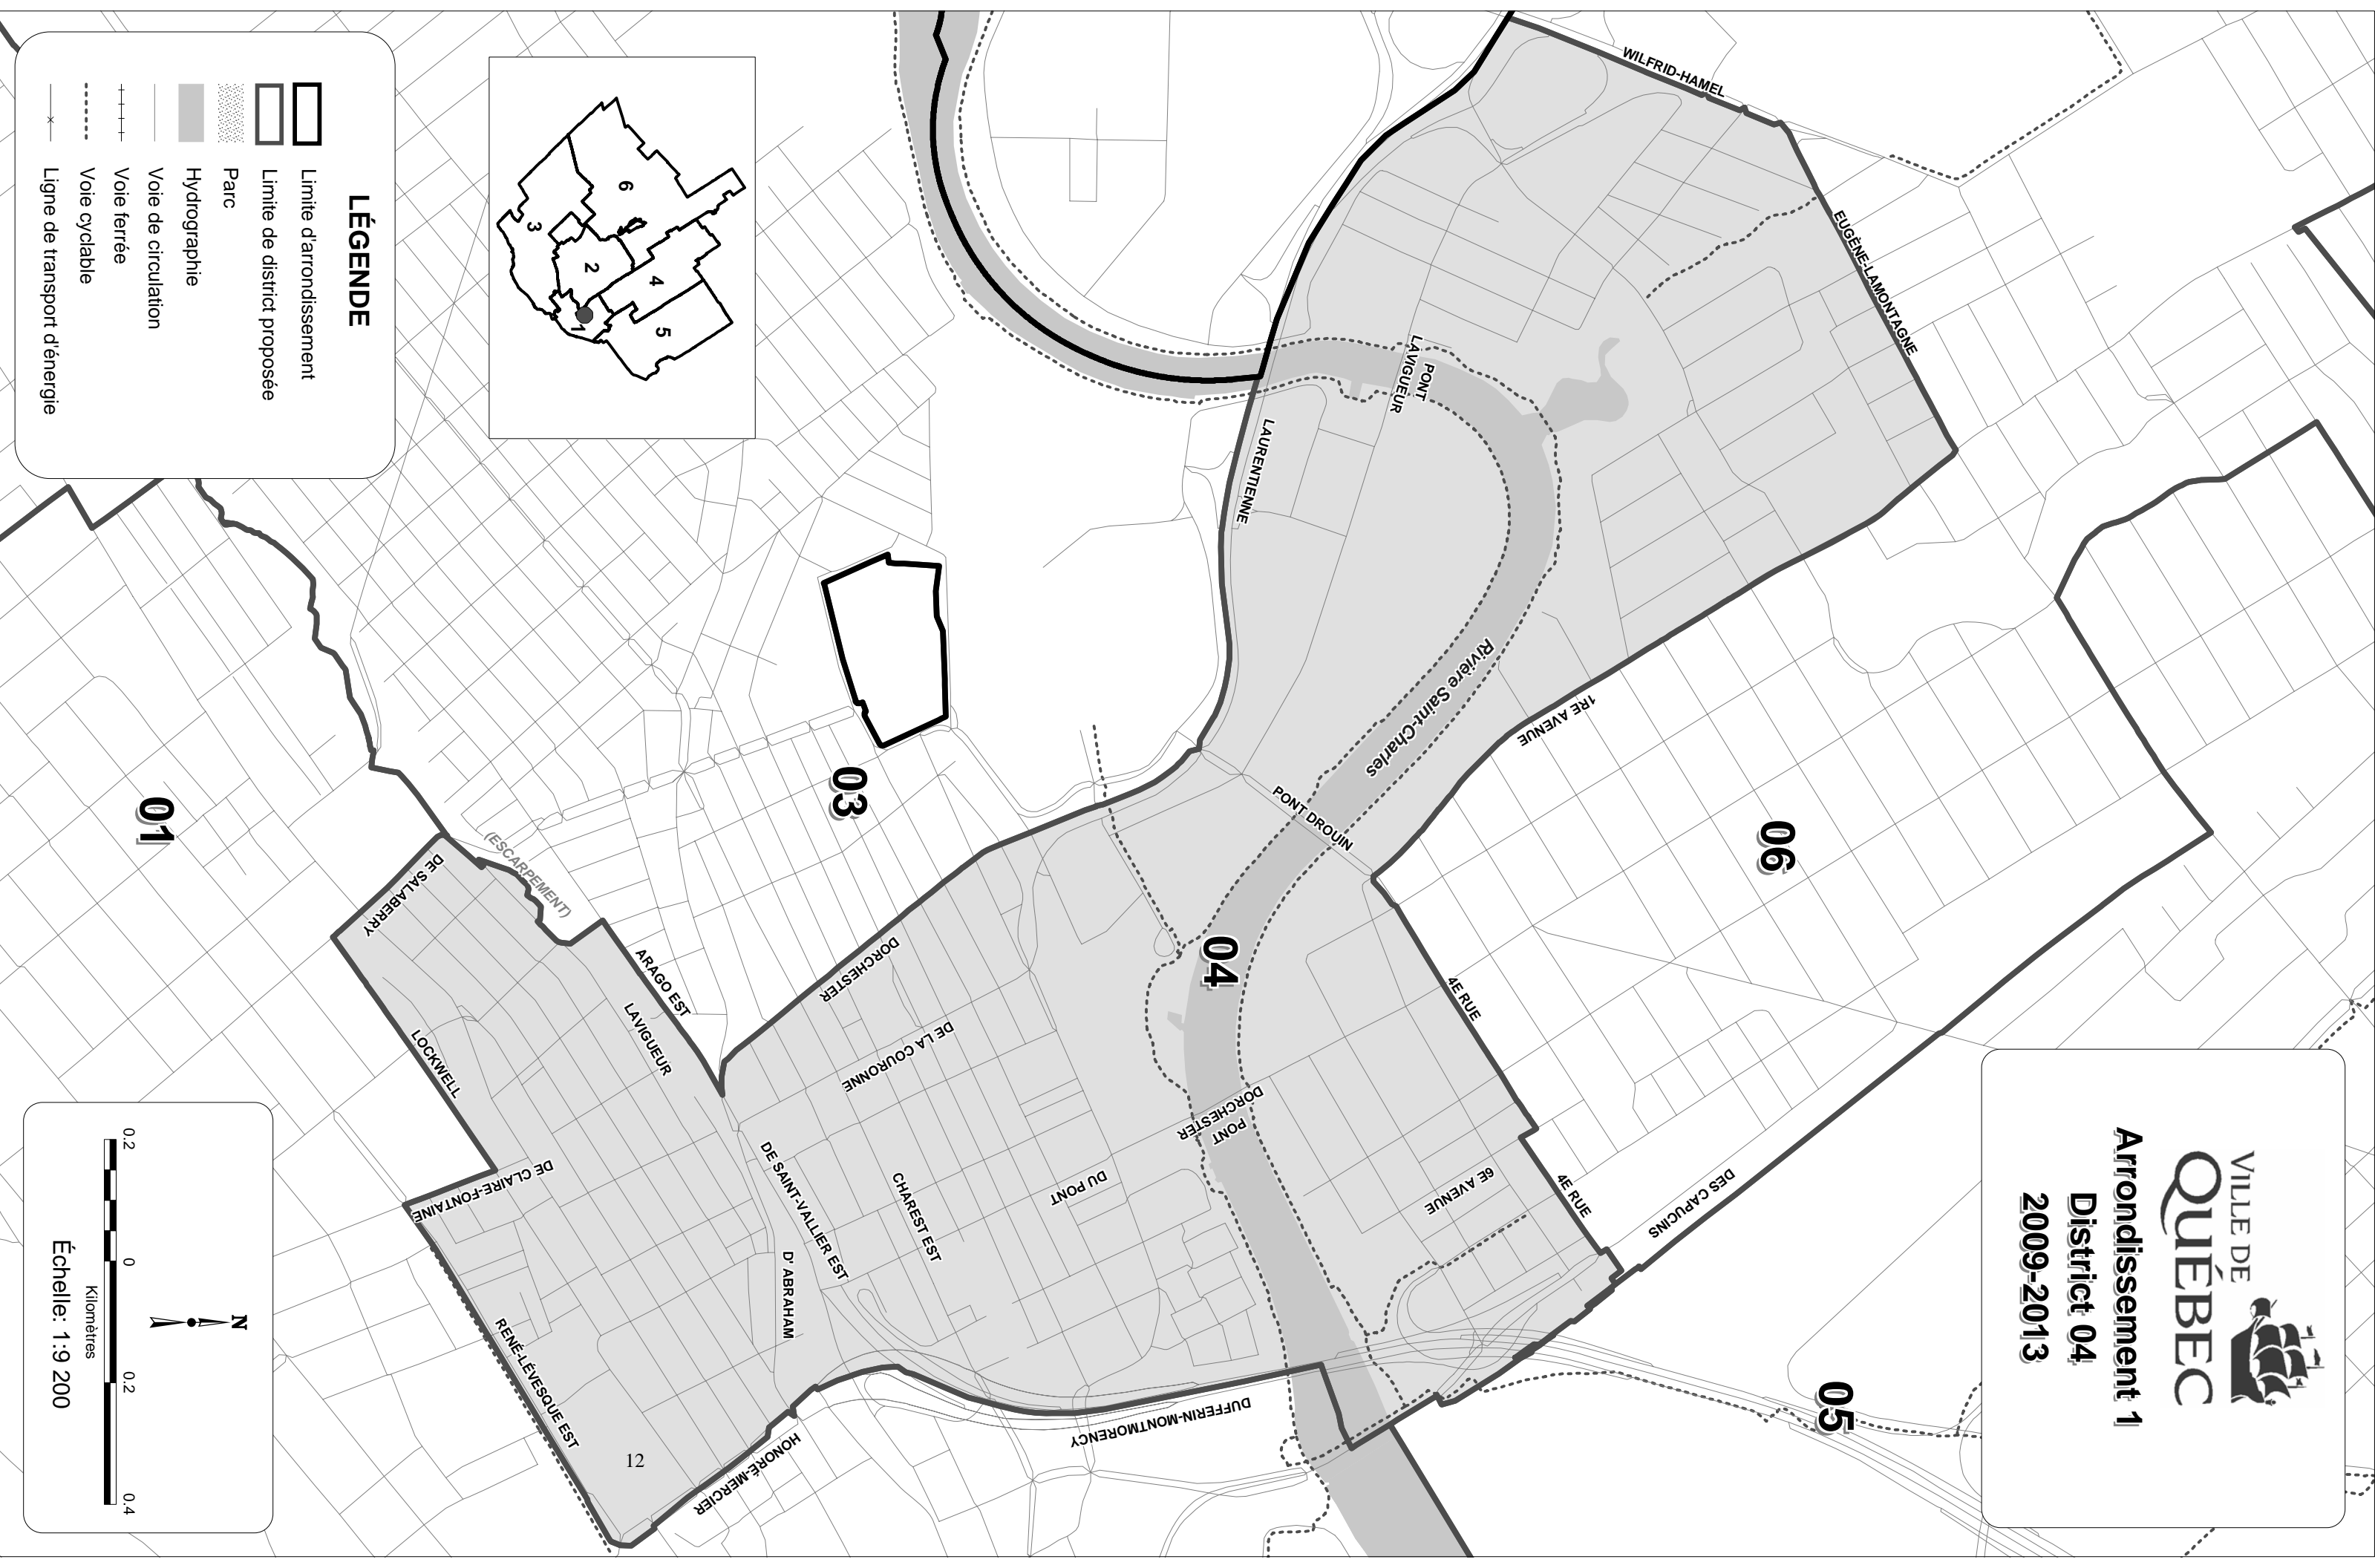 VILLE DE
QUÉBEC
Arrondissement 1
District 04
2009-2013
WILFRID-HAMEL
EUGÈNE-LAMONTAGNE
PONT
LAVIGUEUR
LAURENTIENNE
Rivière Saint-Charles
1RE AVENUE
PONT DROUIN
06
03
04
05
01
4E RUE
4E RUE
6E AVENUE
DES CAPUCINS
PONT
DORCHESTER
DORCHESTER
DE LA COURONNE
DU PONT
CHAREST EST
DE SAINT-VALLIER EST
D' ABRAHAM
ARAGO EST
LAVIGUEUR
(ESCARPEMENT)
DE SALABERRY
LOCKWELL
DE CLAIRE-FONTAINE
RENÉ-LÉVESQUE EST
HONORÉ-MERCIER
DUFFERIN-MONTMORENCY
12
6
3
2
4
1
5
LÉGENDE
Limite d'arrondissement
Limite de district proposée
Parc
Hydrographie
Voie de circulation
Voie ferrée
Voie cyclable
Ligne de transport d'énergie
N
0.2 0 0.2 0.4
Kilomètres
Échelle: 1:9 200